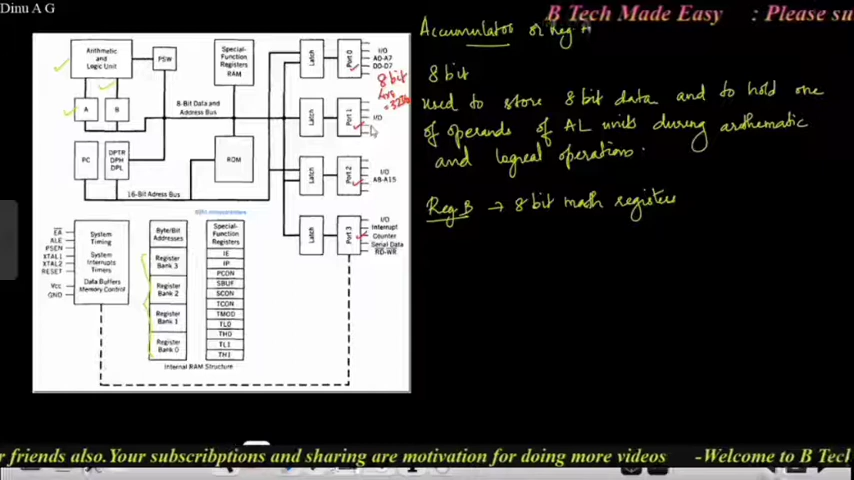 Dinu A G
B Tech Made Easy : Please su
Accumulator or Reg A
8 bit
used to store 8 bit data and to hold one
of operands of AL units during arothematic
and logical operations.
Reg B → 8 bit math registers
Arithmetic
and
Logic Unit
PSW
A
B
Special-
Function
Registers
RAM
8-Bit Data and
Address Bus
PC
DPTR
DPH
DPL
ROM
16-Bit Adress Bus
Latch
Port 0
I/O
AD-A7
DO-D7
8 bit
Latch
Port 1
I/O
Latch
Port 2
I/O
A8-A15
Latch
Port 3
I/O
Interrupt
Counter
Serial Data
RD-WR
EA
ALE
PSEN
XTAL1
XTAL2
RESET
Vcc
GND
System
Timing
System
Interrupts
Timers
Data Buffers
Memory Control
Byte/Bit
Addresses
Register
Bank 3
Register
Bank 2
Register
Bank 1
Register
Bank 0
Special-
Function
Registers
IE
IP
PCON
SBUF
SCON
TCON
TMOD
TL0
TH0
TL1
TH1
Internal RAM Structure
r friends also.Your subscribptions and sharing are motivation for doing more videos -Welcome to B Tech